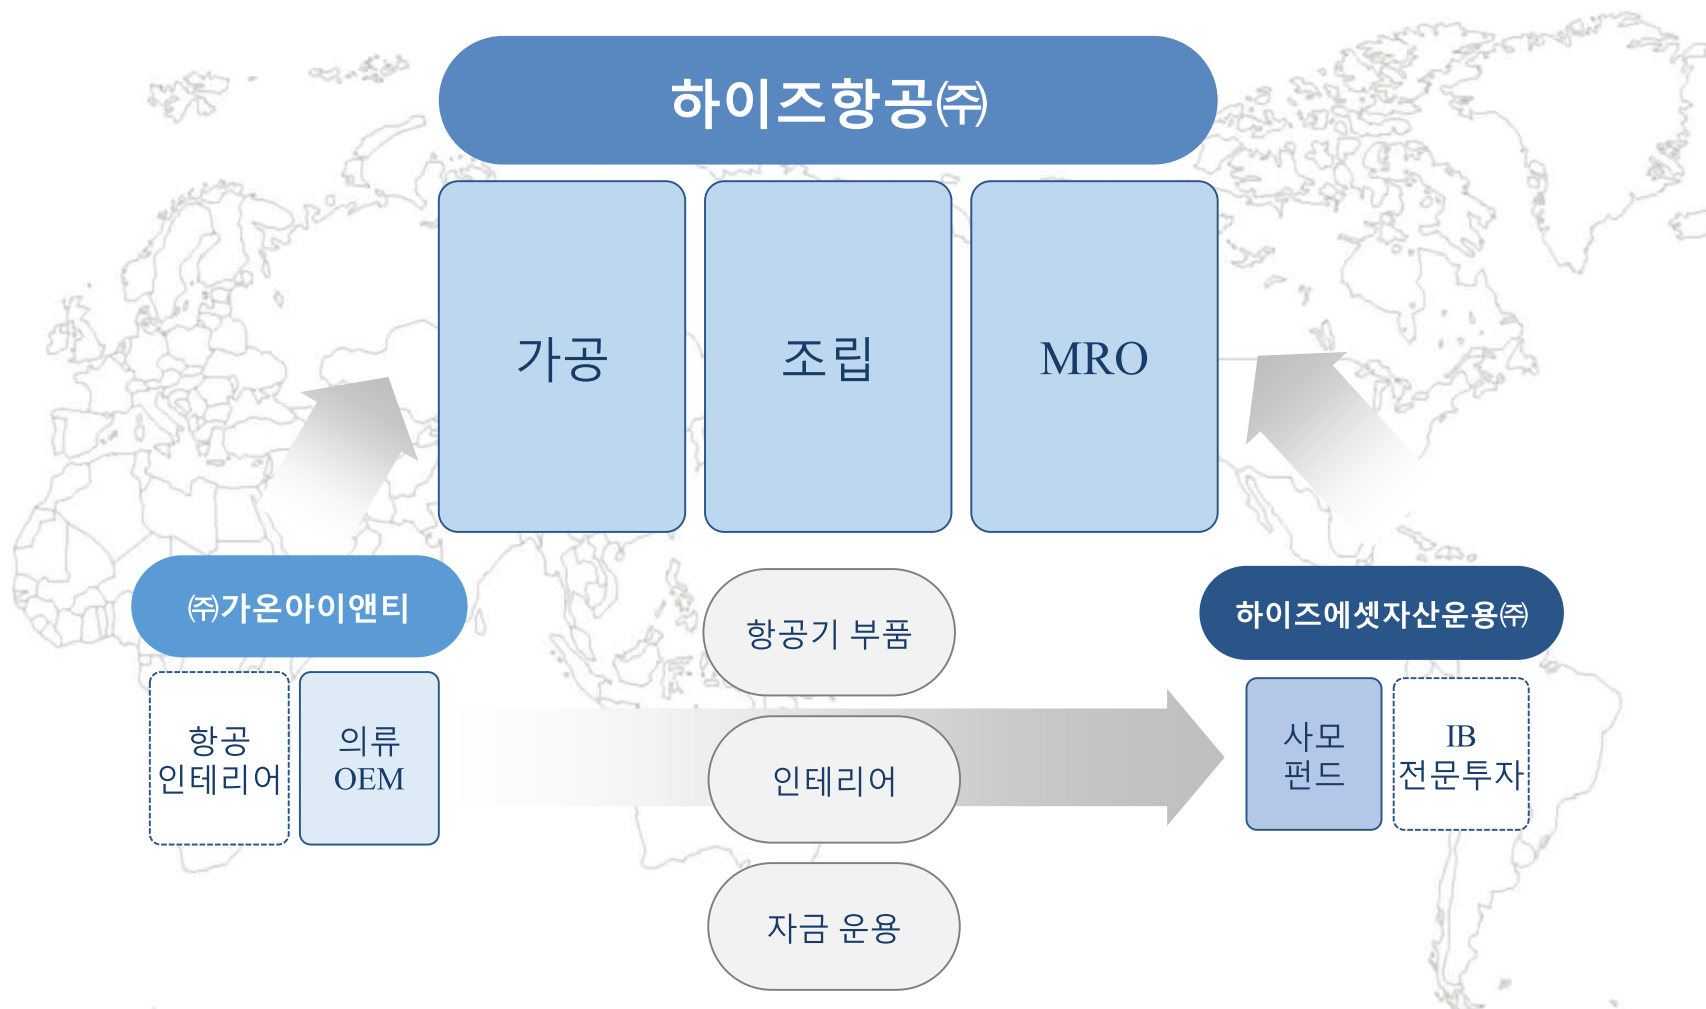 하이즈항공㈜
가공
조립
MRO
㈜가온아이앤티
항공
인테리어
의류
OEM
항공기 부품
인테리어
자금 운용
하이즈에셋자산운용㈜
사모
펀드
IB
전문투자